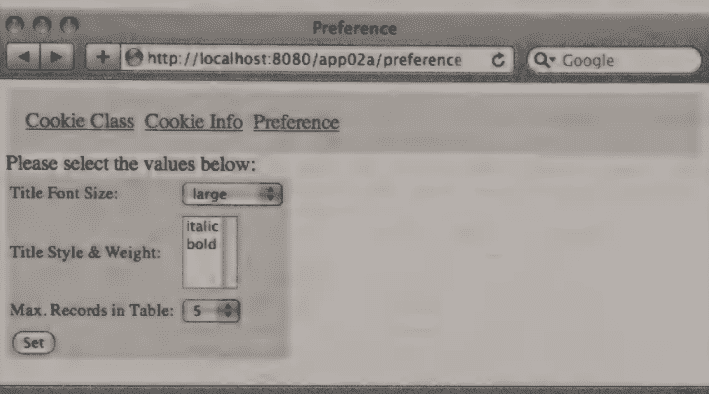 Preference
http://localhost:8080/app02a/preference
Google
Cookie Class Cookie Info Preference
Please select the values below:
Title Font Size: large
italic
bold
Title Style & Weight:
Max. Records in Table: 5
Set